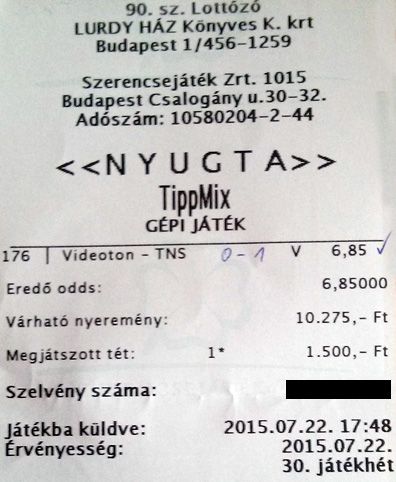 90. sz. Lottózó
LURDY HÁZ Könyves K. krt
Budapest 1/456-1259
Szerencsejáték Zrt. 1015
Budapest Csalogány u.30-32.
Adószám: 10580204-2-44
<<NYUGTA>>
TippMix
GÉPI JÁTÉK
176 | Videoton - TNS 0-1 V 6,85 ✓
Eredő odds: 6,85000
Várható nyeremény: 10.275,- Ft
Megjátszott tét: 1* 1.500,- Ft
Szelvény száma:
Játékba küldve: 2015.07.22. 17:48
Érvényesség: 2015.07.22.
30. játékhét